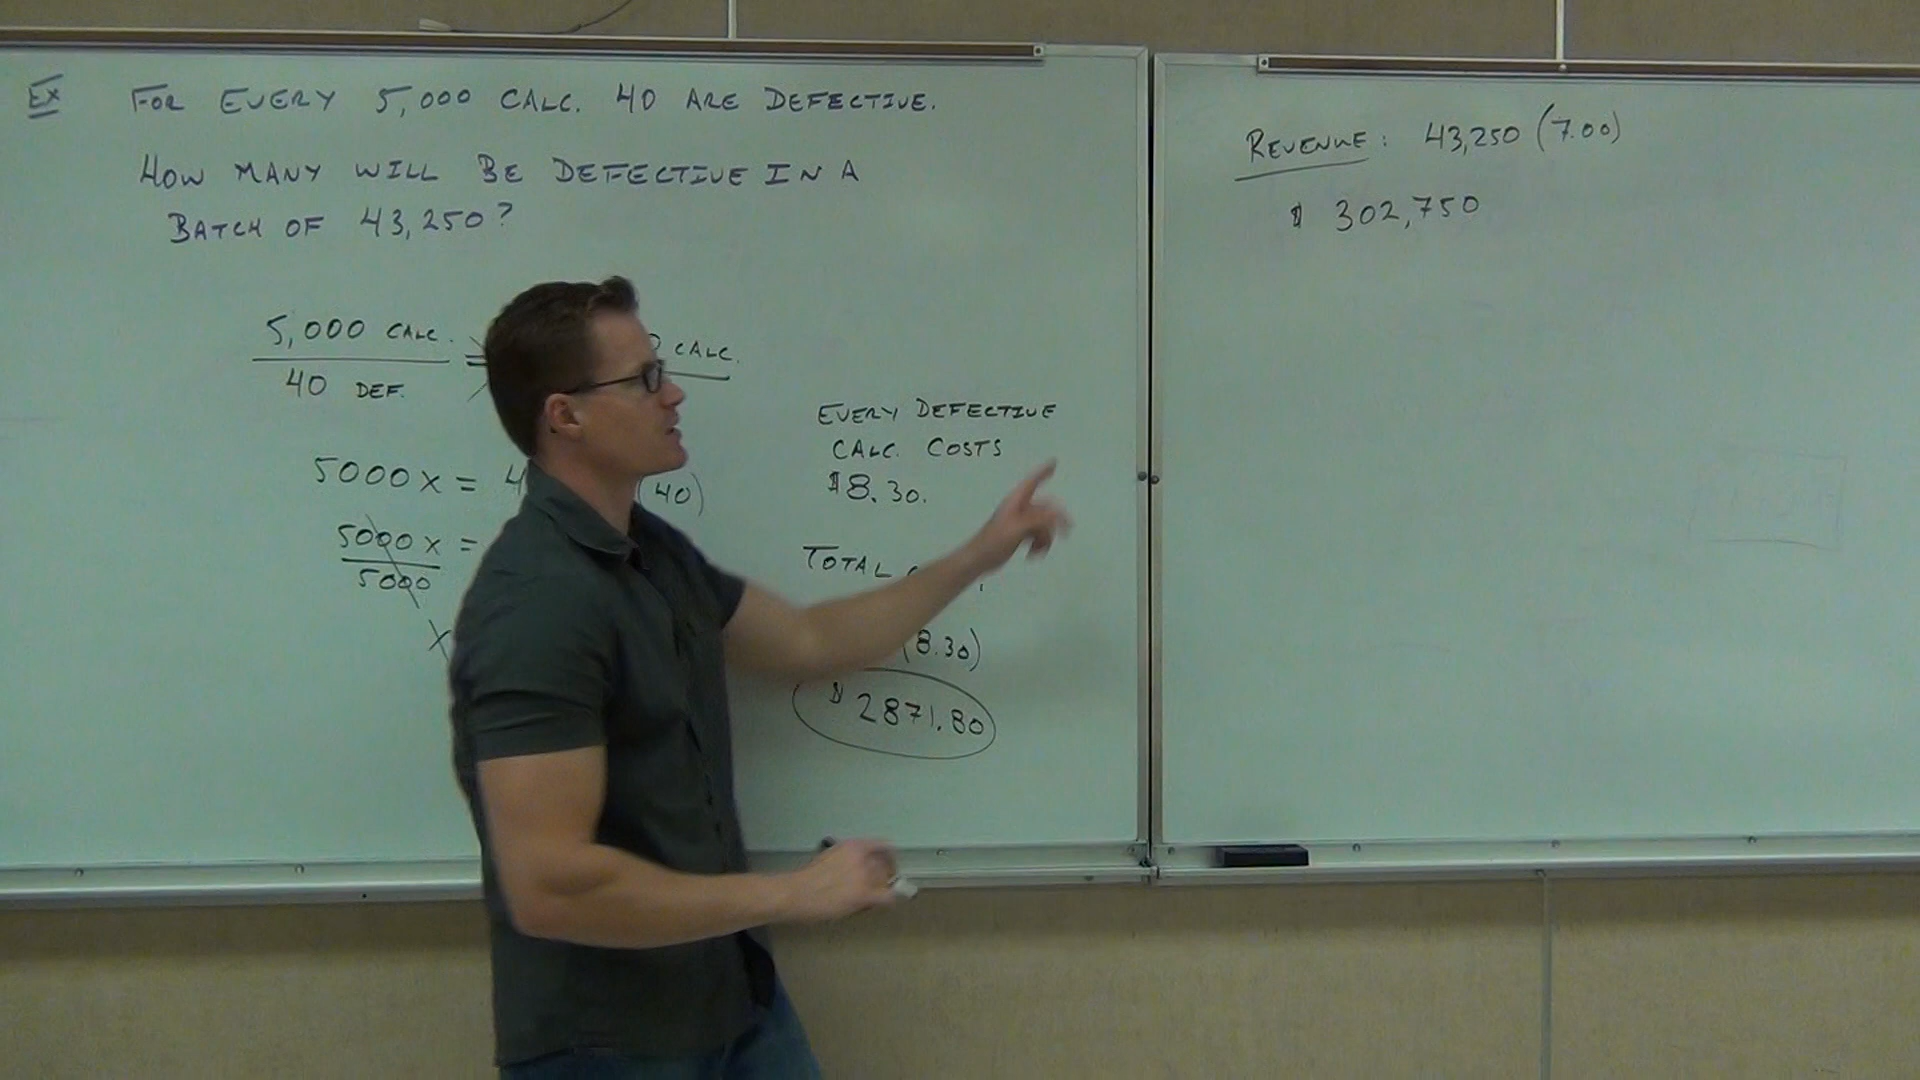 EX FOR EVERY 5,000 CALC. 40 ARE DEFECTIVE.
HOW MANY WILL BE DEFECTIVE IN A
BATCH OF 43,250?
5,000 CALC. = CALC.
40 DEF.
5000x = 4 (40)
5000x =
5000
x
EVERY DEFECTIVE
CALC. COSTS
$8.30.
TOTAL
(8.30)
$ 2871.80
REVENUE: 43,250 (7.00)
$ 302,750